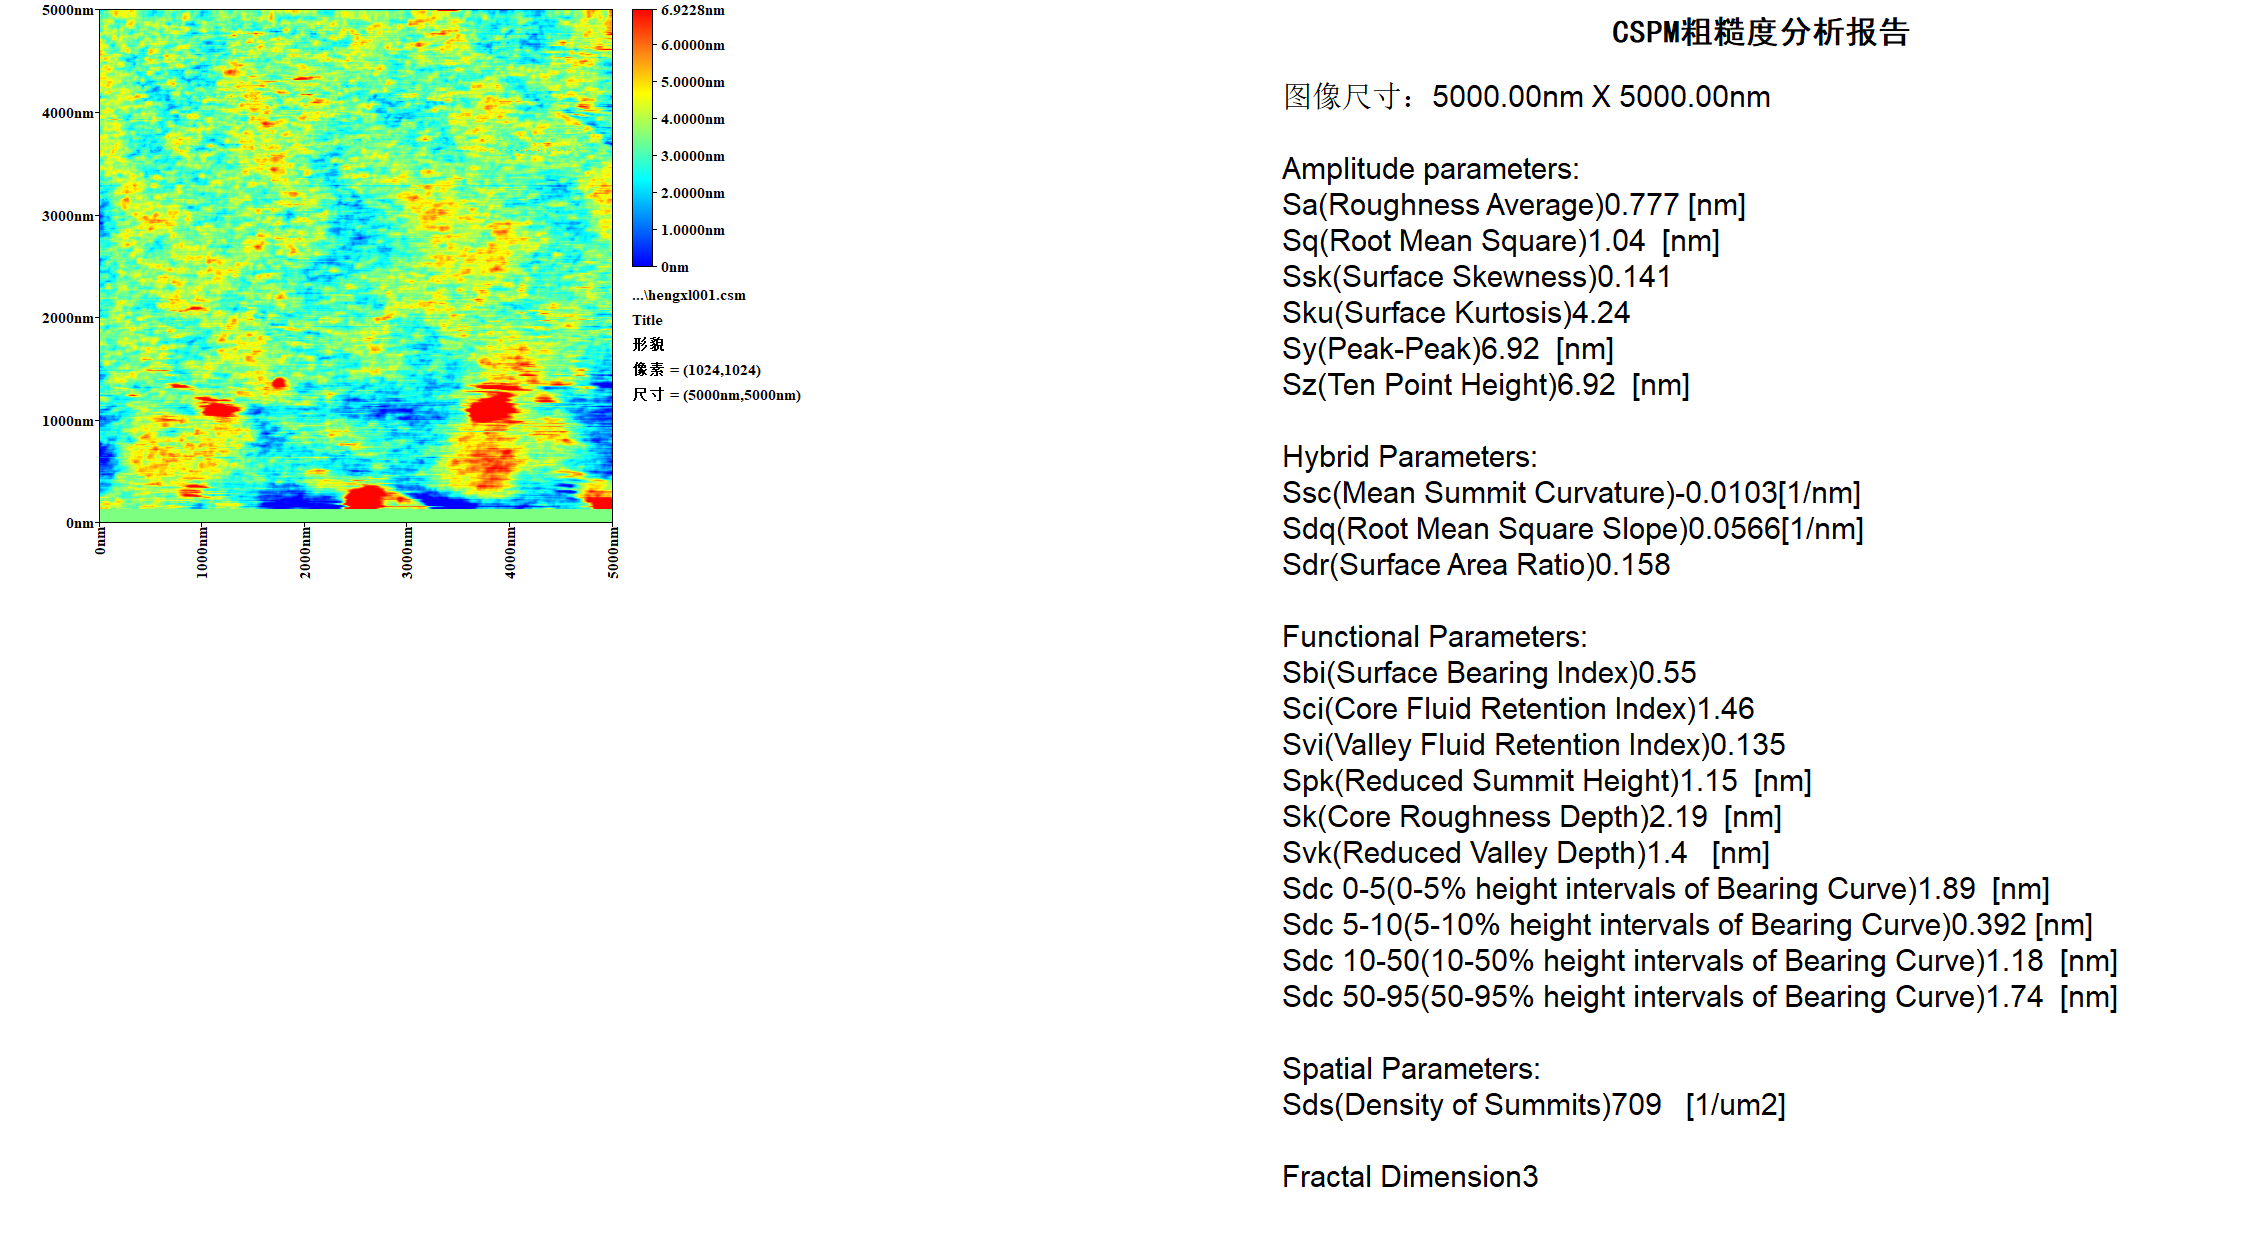 5000nm
4000nm
3000nm
2000nm
1000nm
0nm
0nm
1000nm
2000nm
3000nm
4000nm
5000nm
6.9228nm
6.0000nm
5.0000nm
4.0000nm
3.0000nm
2.0000nm
1.0000nm
0nm
...\hengxl001.csm
Title
形貌
像素 = (1024,1024)
尺寸 = (5000nm,5000nm)
CSPM粗糙度分析报告
图像尺寸：5000.00nm X 5000.00nm
Amplitude parameters:
Sa(Roughness Average)0.777 [nm]
Sq(Root Mean Square)1.04  [nm]
Ssk(Surface Skewness)0.141
Sku(Surface Kurtosis)4.24
Sy(Peak-Peak)6.92  [nm]
Sz(Ten Point Height)6.92  [nm]
Hybrid Parameters:
Ssc(Mean Summit Curvature)-0.0103[1/nm]
Sdq(Root Mean Square Slope)0.0566[1/nm]
Sdr(Surface Area Ratio)0.158
Functional Parameters:
Sbi(Surface Bearing Index)0.55
Sci(Core Fluid Retention Index)1.46
Svi(Valley Fluid Retention Index)0.135
Spk(Reduced Summit Height)1.15  [nm]
Sk(Core Roughness Depth)2.19  [nm]
Svk(Reduced Valley Depth)1.4   [nm]
Sdc 0-5(0-5% height intervals of Bearing Curve)1.89  [nm]
Sdc 5-10(5-10% height intervals of Bearing Curve)0.392 [nm]
Sdc 10-50(10-50% height intervals of Bearing Curve)1.18  [nm]
Sdc 50-95(50-95% height intervals of Bearing Curve)1.74  [nm]
Spatial Parameters:
Sds(Density of Summits)709   [1/um2]
Fractal Dimension3